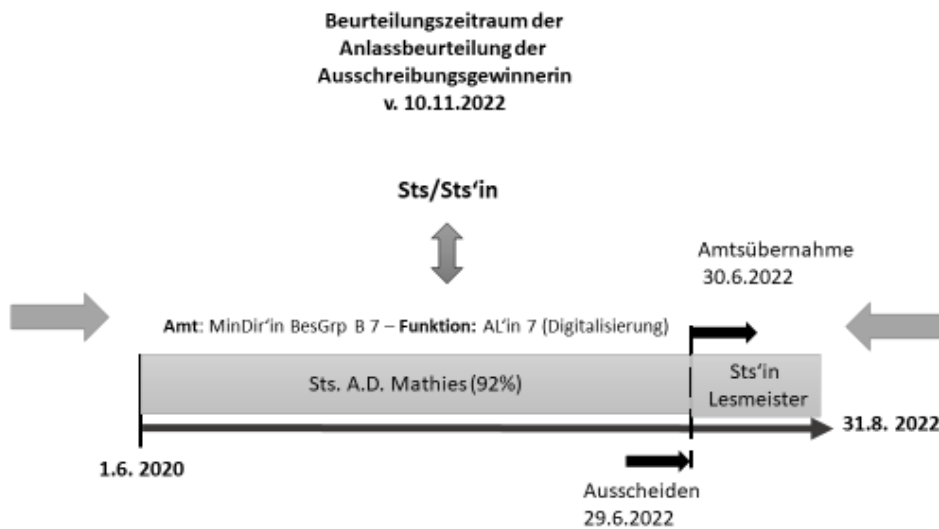 Beurteilungszeitraum der
Anlassbeurteilung der
Ausschreibungsgewinnerin
v. 10.11.2022
Sts/Sts'in
Amtsübernahme
30.6.2022
Amt: MinDir'in BesGrp B 7 – Funktion: AL'in 7 (Digitalisierung)
Sts. A.D. Mathies (92%)
Sts'in
Lesmeister
31.8. 2022
1.6. 2020
Ausscheiden
29.6.2022